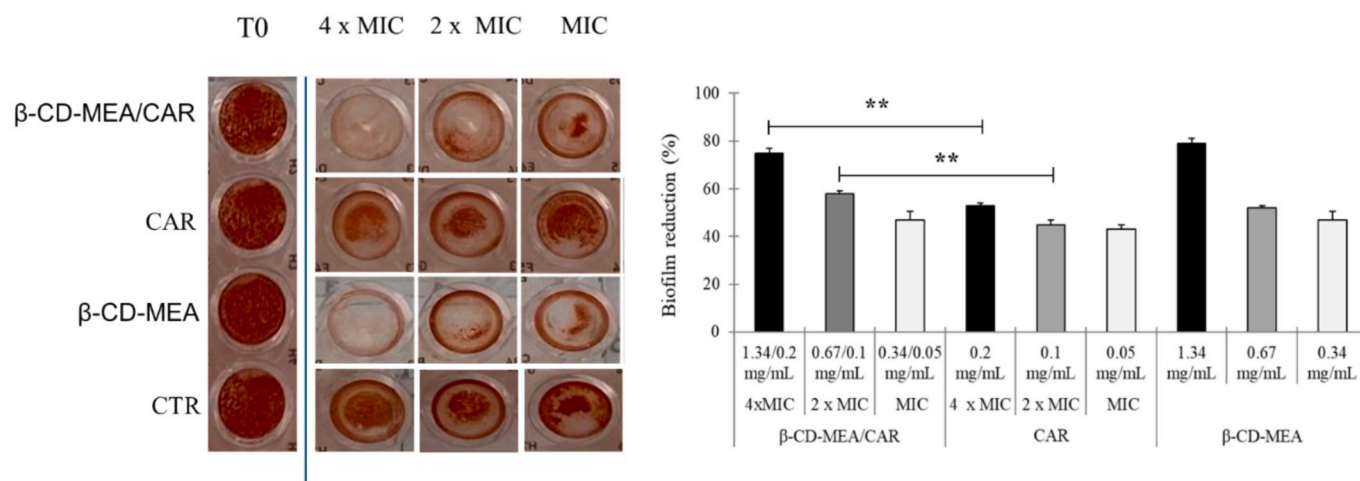 T0 4 x MIC 2 x MIC MIC
β-CD-MEA/CAR
CAR
β-CD-MEA
CTR
Biofilm reduction (%)
100
80
60
40
20
0
** 
**
1.34/0.2 0.67/0.1 0.34/0.05 0.2 0.1 0.05 1.34 0.67 0.34
mg/mL mg/mL mg/mL mg/mL mg/mL mg/mL mg/mL mg/mL mg/mL
4xMIC 2 x MIC MIC 4 x MIC 2 x MIC MIC
β-CD-MEA/CAR CAR β-CD-MEA